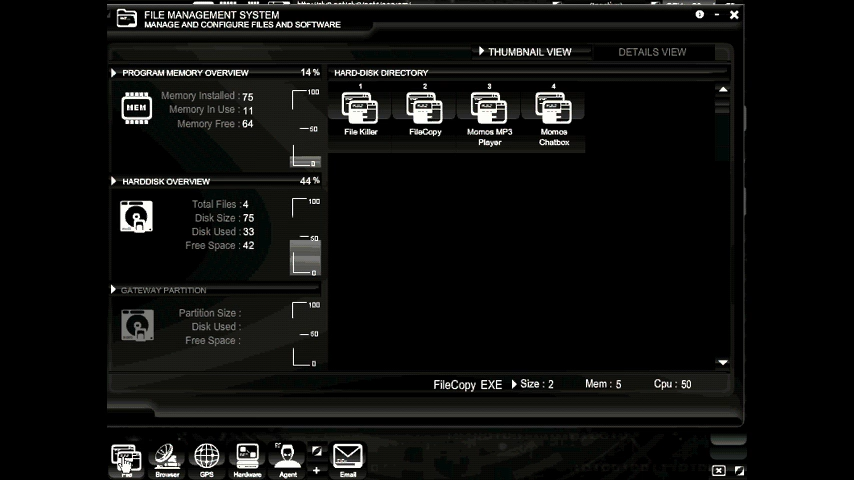 FILE MANAGEMENT SYSTEM
MANAGE AND CONFIGURE FILES AND SOFTWARE
THUMBNAIL VIEW
DETAILS VIEW
PROGRAM MEMORY OVERVIEW 14 %
MEM
Memory Installed : 75
Memory In Use : 11
Memory Free : 64
100
50
0
HARDDISK OVERVIEW 44 %
Total Files : 4
Disk Size : 75
Disk Used : 33
Free Space : 42
100
50
0
GATEWAY PARTITION
Partition Size :
Disk Used :
Free Space :
100
50
0
HARD-DISK DIRECTORY
1 2 3 4
File Killer
FileCopy
Momos MP3
Player
Momos
Chatbox
FileCopy EXE Size : 2 Mem : 5 Cpu : 50
Browser GPS Hardware Agent Email